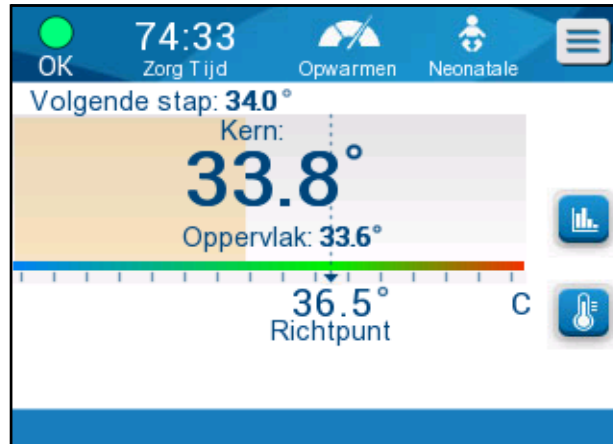 74:33
OK Zorg Tijd Opwarmen Neonatale
Volgende stap: 34.0°
Kern:
33.8°
Oppervlak: 33.6°
36.5° C
Richtpunt